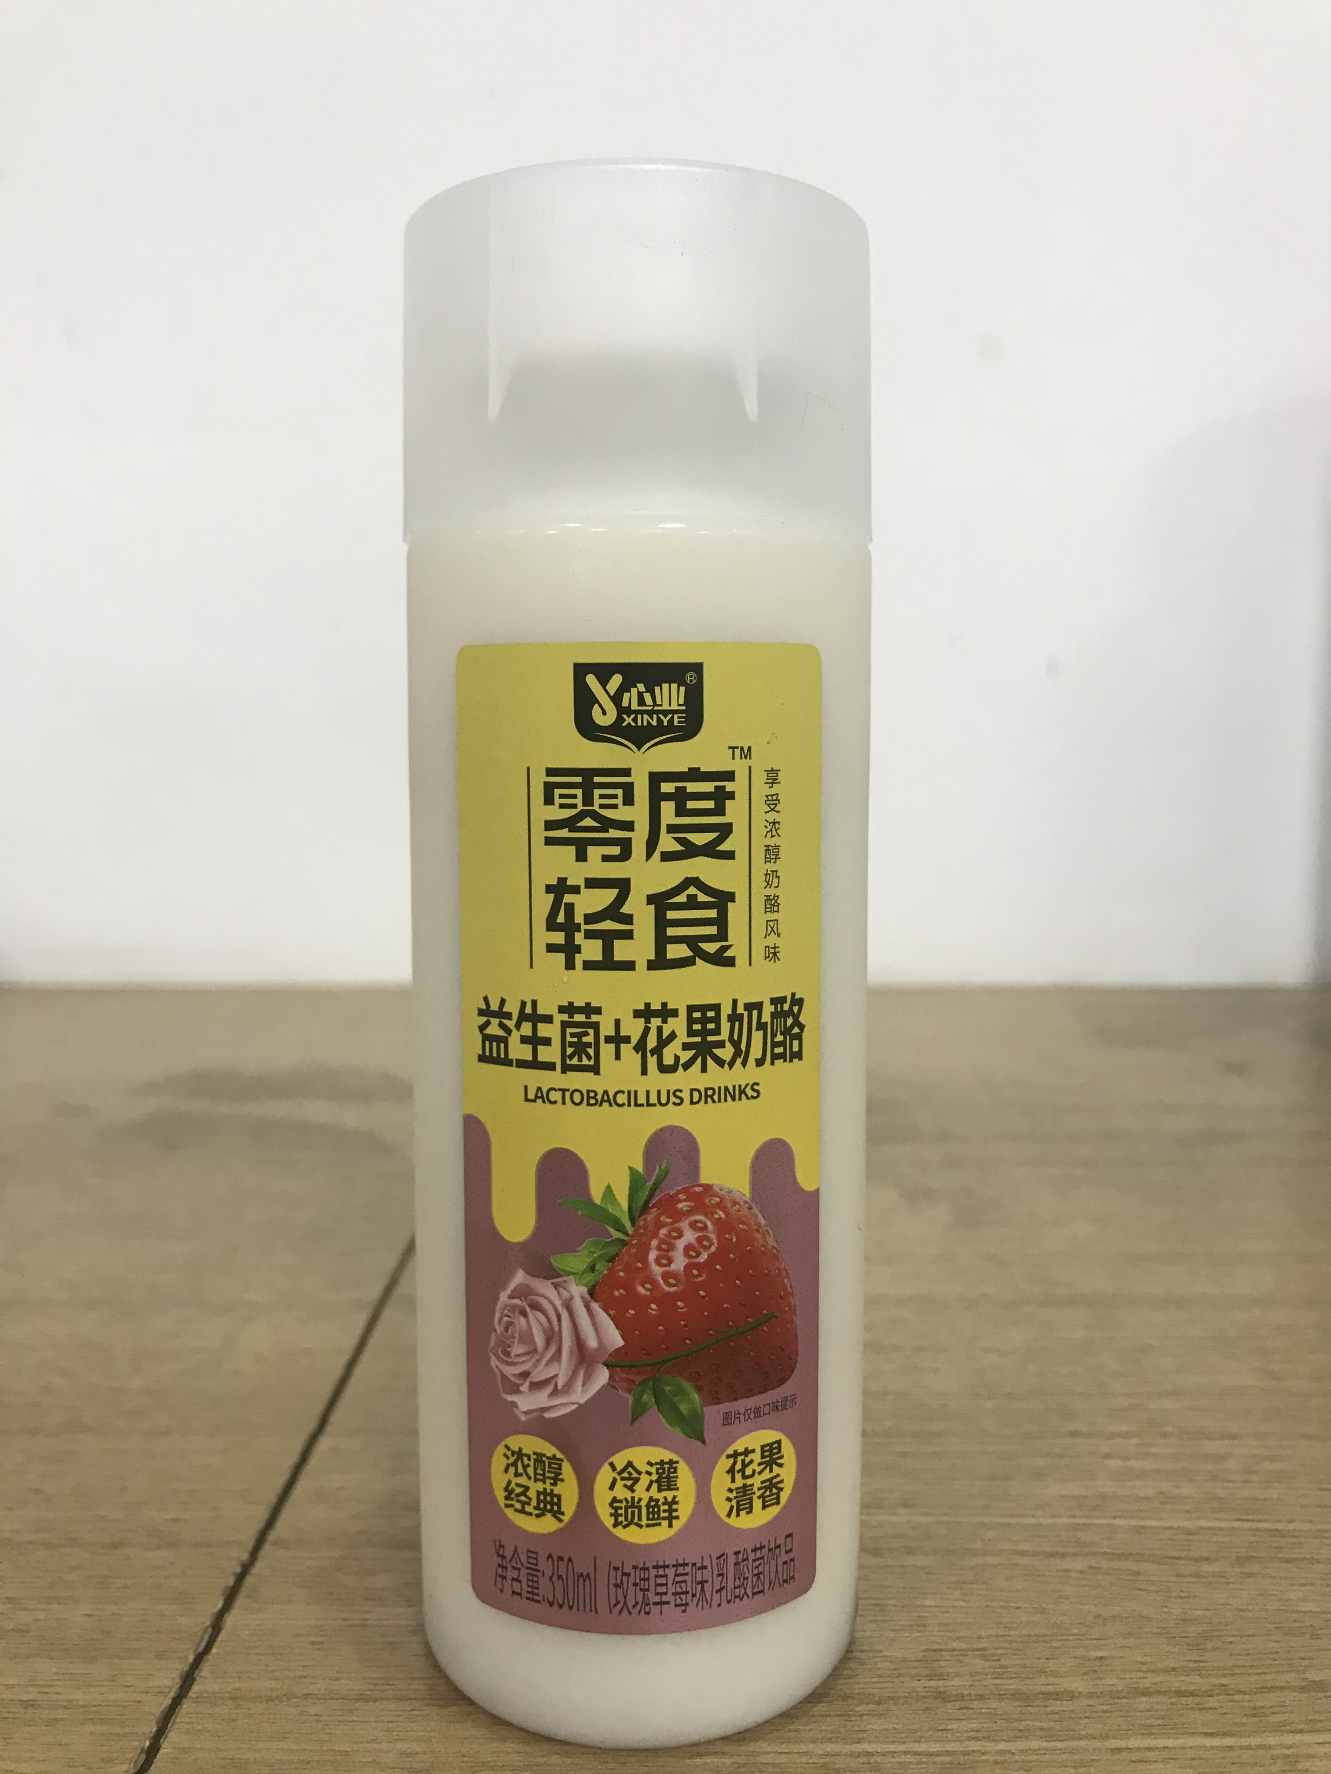 心业®
XINYE
零度™
轻食
享受浓醇奶酪风味
益生菌+花果奶酪
LACTOBACILLUS DRINKS
图片仅做口味提示
浓醇
经典
冷灌
锁鲜
花果
清香
净含量:350ml (玫瑰草莓味)乳酸菌饮品